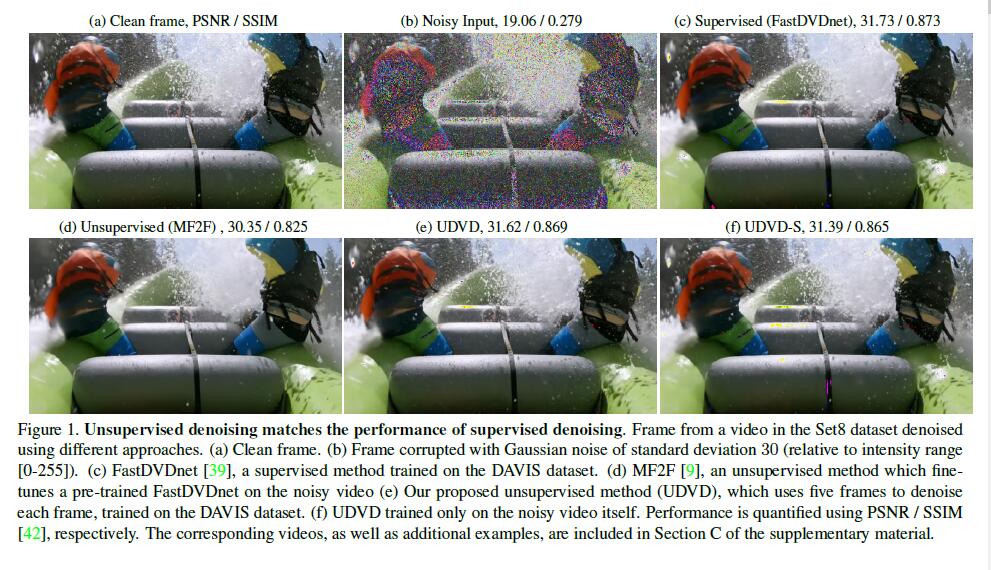 (a) Clean frame, PSNR / SSIM
(b) Noisy Input, 19.06 / 0.279
(c) Supervised (FastDVDnet), 31.73 / 0.873
(d) Unsupervised (MF2F) , 30.35 / 0.825
(e) UDVD, 31.62 / 0.869
(f) UDVD-S, 31.39 / 0.865
Figure 1. Unsupervised denoising matches the performance of supervised denoising. Frame from a video in the Set8 dataset denoised
using different approaches. (a) Clean frame. (b) Frame corrupted with Gaussian noise of standard deviation 30 (relative to intensity range
[0-255]). (c) FastDVDnet [39], a supervised method trained on the DAVIS dataset. (d) MF2F [9], an unsupervised method which fine-
tunes a pre-trained FastDVDnet on the noisy video (e) Our proposed unsupervised method (UDVD), which uses five frames to denoise
each frame, trained on the DAVIS dataset. (f) UDVD trained only on the noisy video itself. Performance is quantified using PSNR / SSIM
[42], respectively. The corresponding videos, as well as additional examples, are included in Section C of the supplementary material.